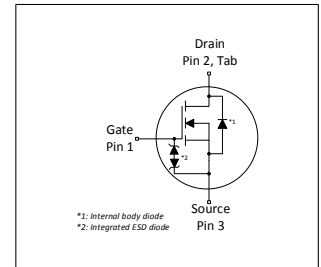 Drain
Pin 2, Tab
*1
Gate
Pin 1
*2
Source
Pin 3
*1: Internal body diode
*2: Integrated ESD diode